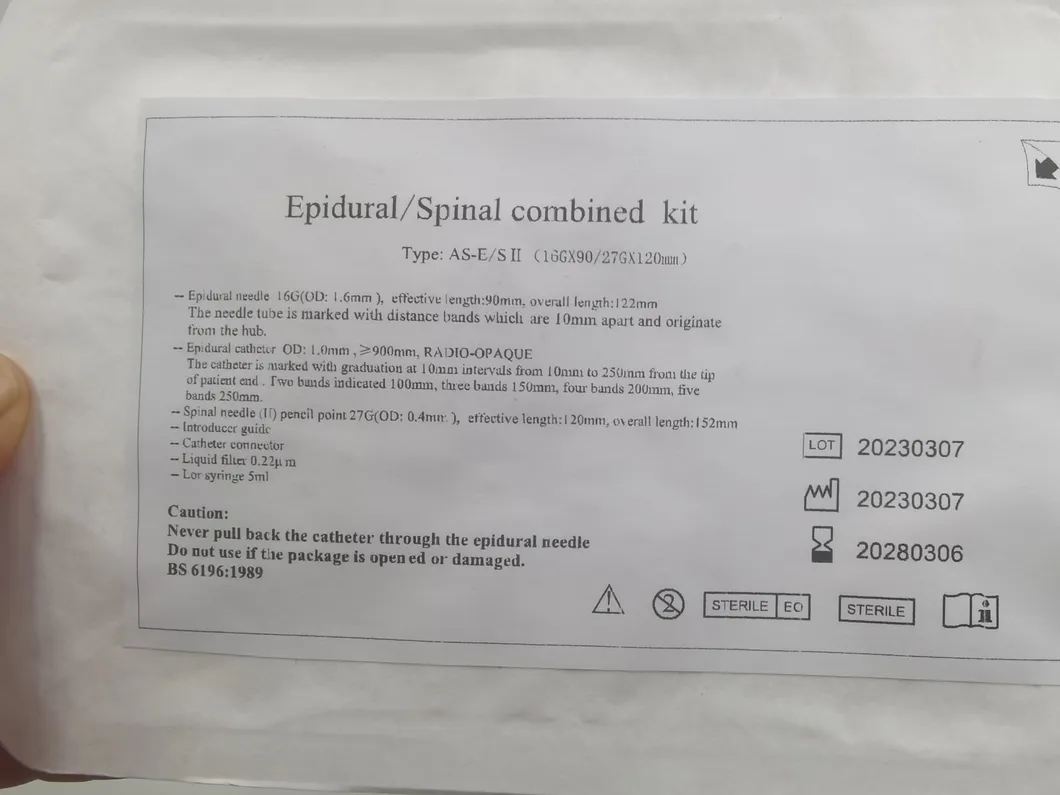 Epidural/Spinal combined kit
Type: AS-E/S II (16GX90/27GX120mm)
— Epidural needle 16G(OD: 1.6mm ), effective length:90mm, overall length:122mm
The needle tube is marked with distance bands which are 10mm apart and originate
from the hub.
— Epidural catheter OD: 1.0mm ,≥900mm, RADIO-OPAQUE
The catheter is marked with graduation at 10mm intervals from 10mm to 250mm from the tip
of patient end . Two bands indicated 100mm, three bands 150mm, four bands 200mm, five
bands 250mm.
— Spinal needle (II) pencil point 27G(OD: 0.4mm ), effective length:120mm, overall length:152mm
— Introducer guide
— Catheter connector
— Liquid filter 0.22μm
— Lor syringe 5ml
Caution:
Never pull back the catheter through the epidural needle
Do not use if the package is opened or damaged.
BS 6196:1989
LOT 20230307
20230307
20280306
2 STERILE EO STERILE i